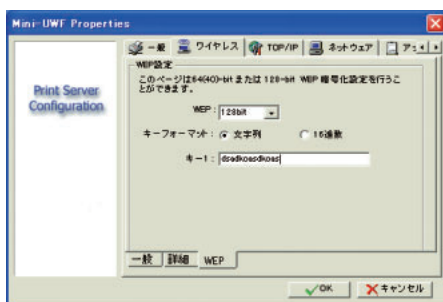 Mini-UWF Properties
一般 ワイヤレス TCP/IP ネットウェア
Print Server
Configuration
WEP設定
このページは64(40)-bit または 128-bit WEP 暗号化設定を行うこ
とができます。
WEP: 128bit
キーフォーマット: 文字列 16進数
キー1:
一般 詳細 WEP
OK キャンセル